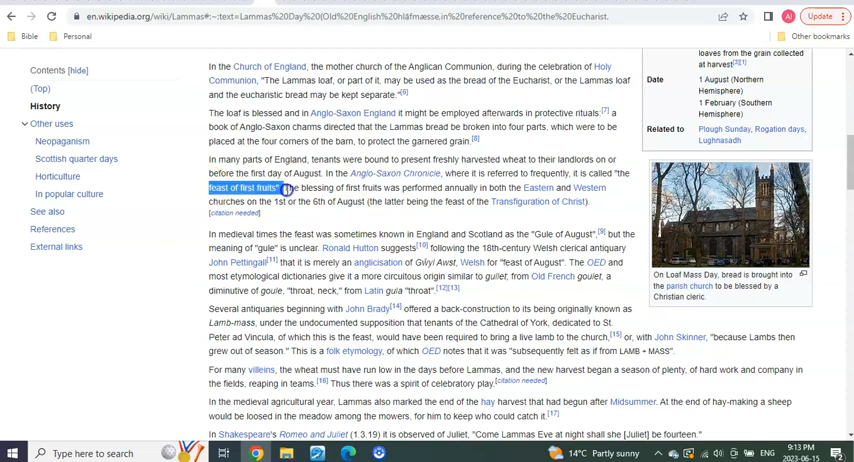 en.wikipedia.org/wiki/Lammas#:~:text=Lammas%20Day%20(Old%20English%20hlāfmæsse,in%20reference%20to%20the%20Eucharist.
AI
Update
Bible
Personal
Other bookmarks
Contents [hide]
(Top)
History
Other uses
Neopaganism
Scottish quarter days
Horticulture
In popular culture
See also
References
External links
In the Church of England, the mother church of the Anglican Communion, during the celebration of Holy
Communion, "The Lammas loaf, or part of it, may be used as the bread of the Eucharist, or the Lammas loaf
and the eucharistic bread may be kept separate."[6]
The loaf is blessed and in Anglo-Saxon England it might be employed afterwards in protective rituals:[7] a
book of Anglo-Saxon charms directed that the Lammas bread be broken into four parts, which were to be
placed at the four corners of the barn, to protect the garnered grain.[8]
In many parts of England, tenants were bound to present freshly harvested wheat to their landlords on or
before the first day of August. In the Anglo-Saxon Chronicle, where it is referred to frequently, it is called "the
feast of first fruits". The blessing of first fruits was performed annually in both the Eastern and Western
churches on the 1st or the 6th of August (the latter being the feast of the Transfiguration of Christ).
[citation needed]
In medieval times the feast was sometimes known in England and Scotland as the "Gule of August",[9] but the
meaning of "gule" is unclear. Ronald Hutton suggests[10] following the 18th-century Welsh clerical antiquary
John Pettingall[11] that it is merely an anglicisation of Gŵyl Awst, Welsh for "feast of August". The OED and
most etymological dictionaries give it a more circuitous origin similar to gullet; from Old French goulet, a
diminutive of goule, "throat, neck," from Latin gula "throat".[12][13]
Several antiquaries beginning with John Brady[14] offered a back-construction to its being originally known as
Lamb-mass, under the undocumented supposition that tenants of the Cathedral of York, dedicated to St.
Peter ad Vincula, of which this is the feast, would have been required to bring a live lamb to the church,[15] or, with John Skinner, "because Lambs then
grew out of season." This is a folk etymology, of which OED notes that it was "subsequently felt as if from LAMB + MASS".
For many villeins, the wheat must have run low in the days before Lammas, and the new harvest began a season of plenty, of hard work and company in
the fields, reaping in teams.[16] Thus there was a spirit of celebratory play.[citation needed]
In the medieval agricultural year, Lammas also marked the end of the hay harvest that had begun after Midsummer. At the end of hay-making a sheep
would be loosed in the meadow among the mowers, for him to keep who could catch it.[17]
In Shakespeare's Romeo and Juliet (1.3.19) it is observed of Juliet, "Come Lammas Eve at night shall she [Juliet] be fourteen."
loaves from the grain collected
at harvest[3][1]
Date
1 August (Northern
Hemisphere)
1 February (Southern
Hemisphere)
Related to
Plough Sunday, Rogation days,
Lughnasadh
On Loaf Mass Day, bread is brought into
the parish church to be blessed by a
Christian cleric.
Type here to search
14°C Partly sunny
ENG
9:13 PM
2023-06-15
2